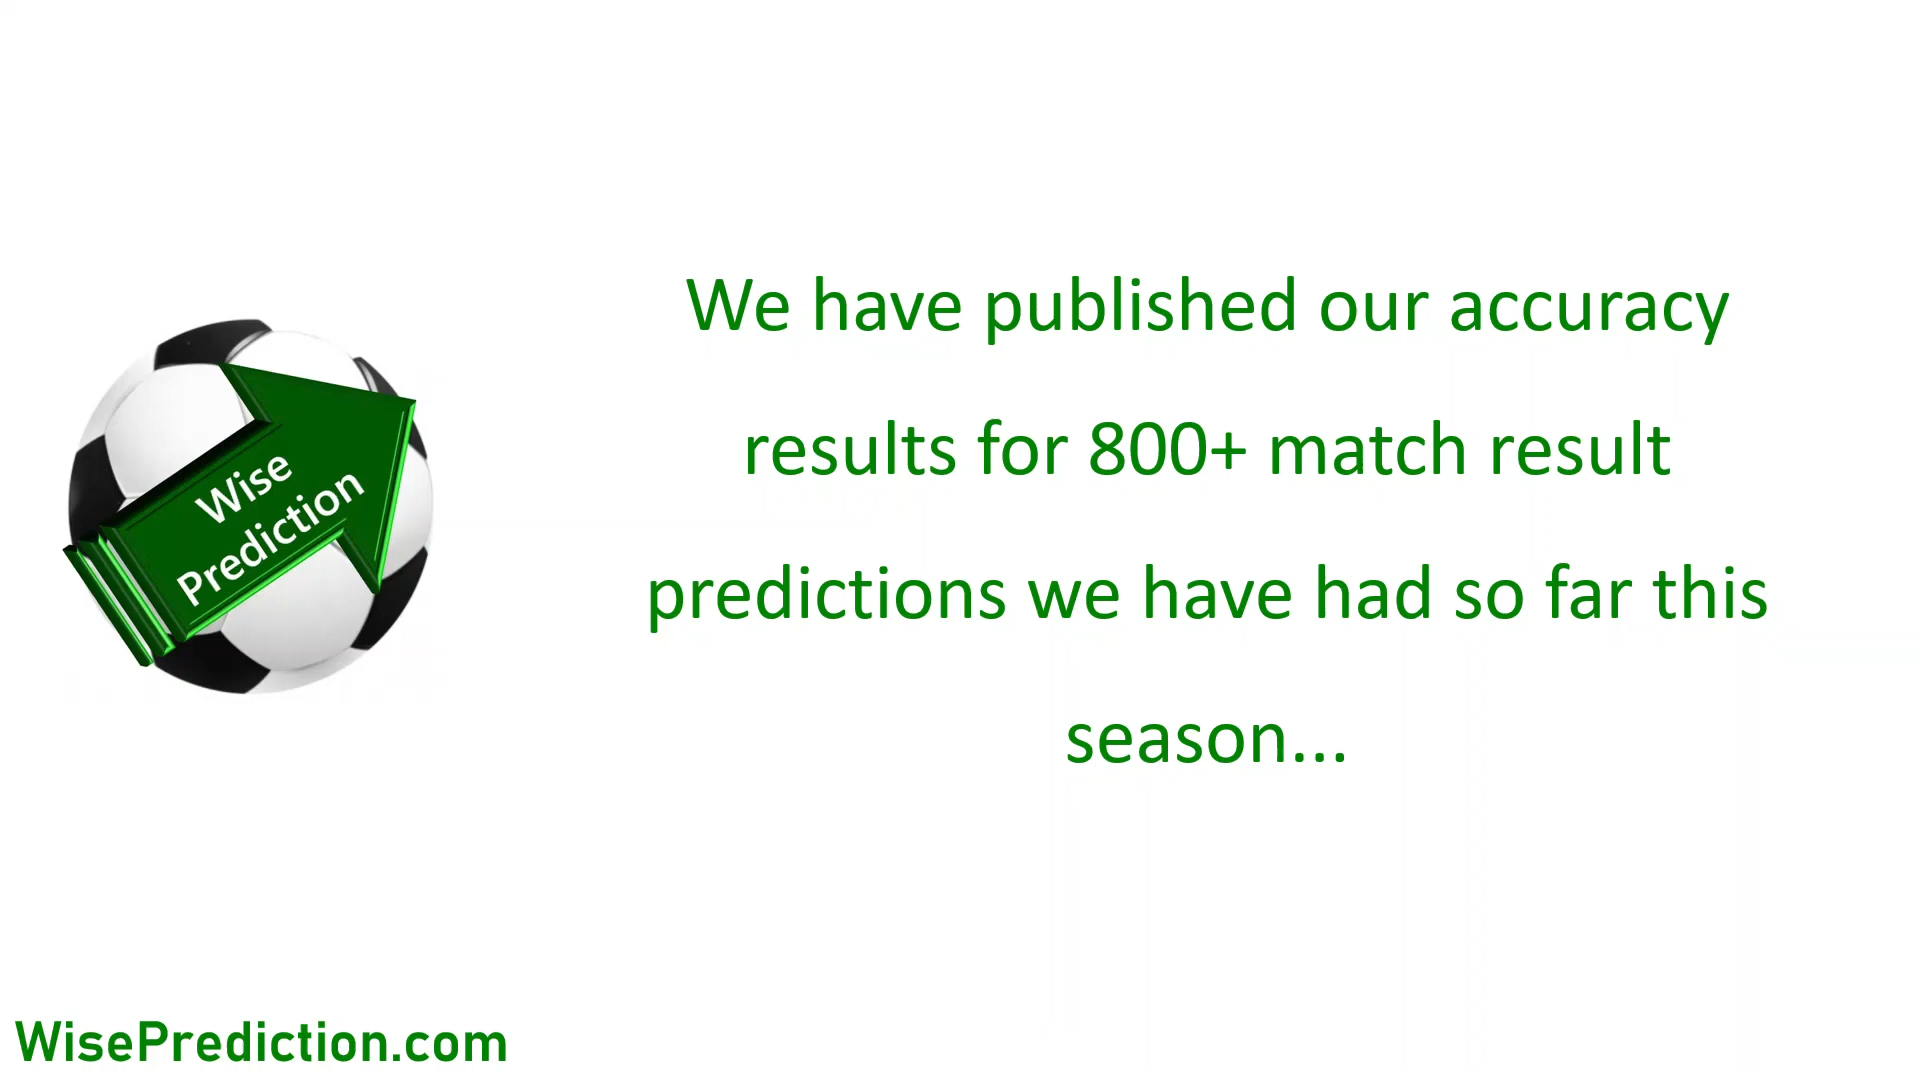 We have published our accuracy
results for 800+ match result
predictions we have had so far this
season...
Wise
Prediction
WisePrediction.com